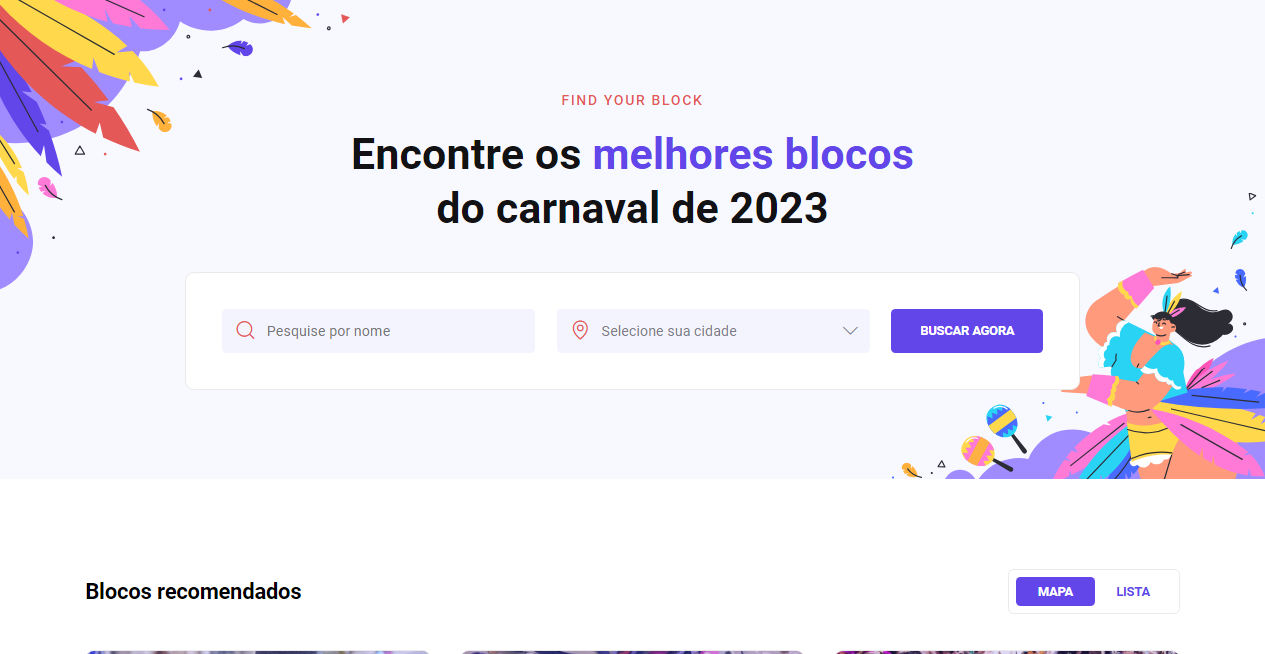 FIND YOUR BLOCK
Encontre os melhores blocos
do carnaval de 2023
Pesquise por nome
Selecione sua cidade
BUSCAR AGORA
Blocos recomendados
MAPA
LISTA